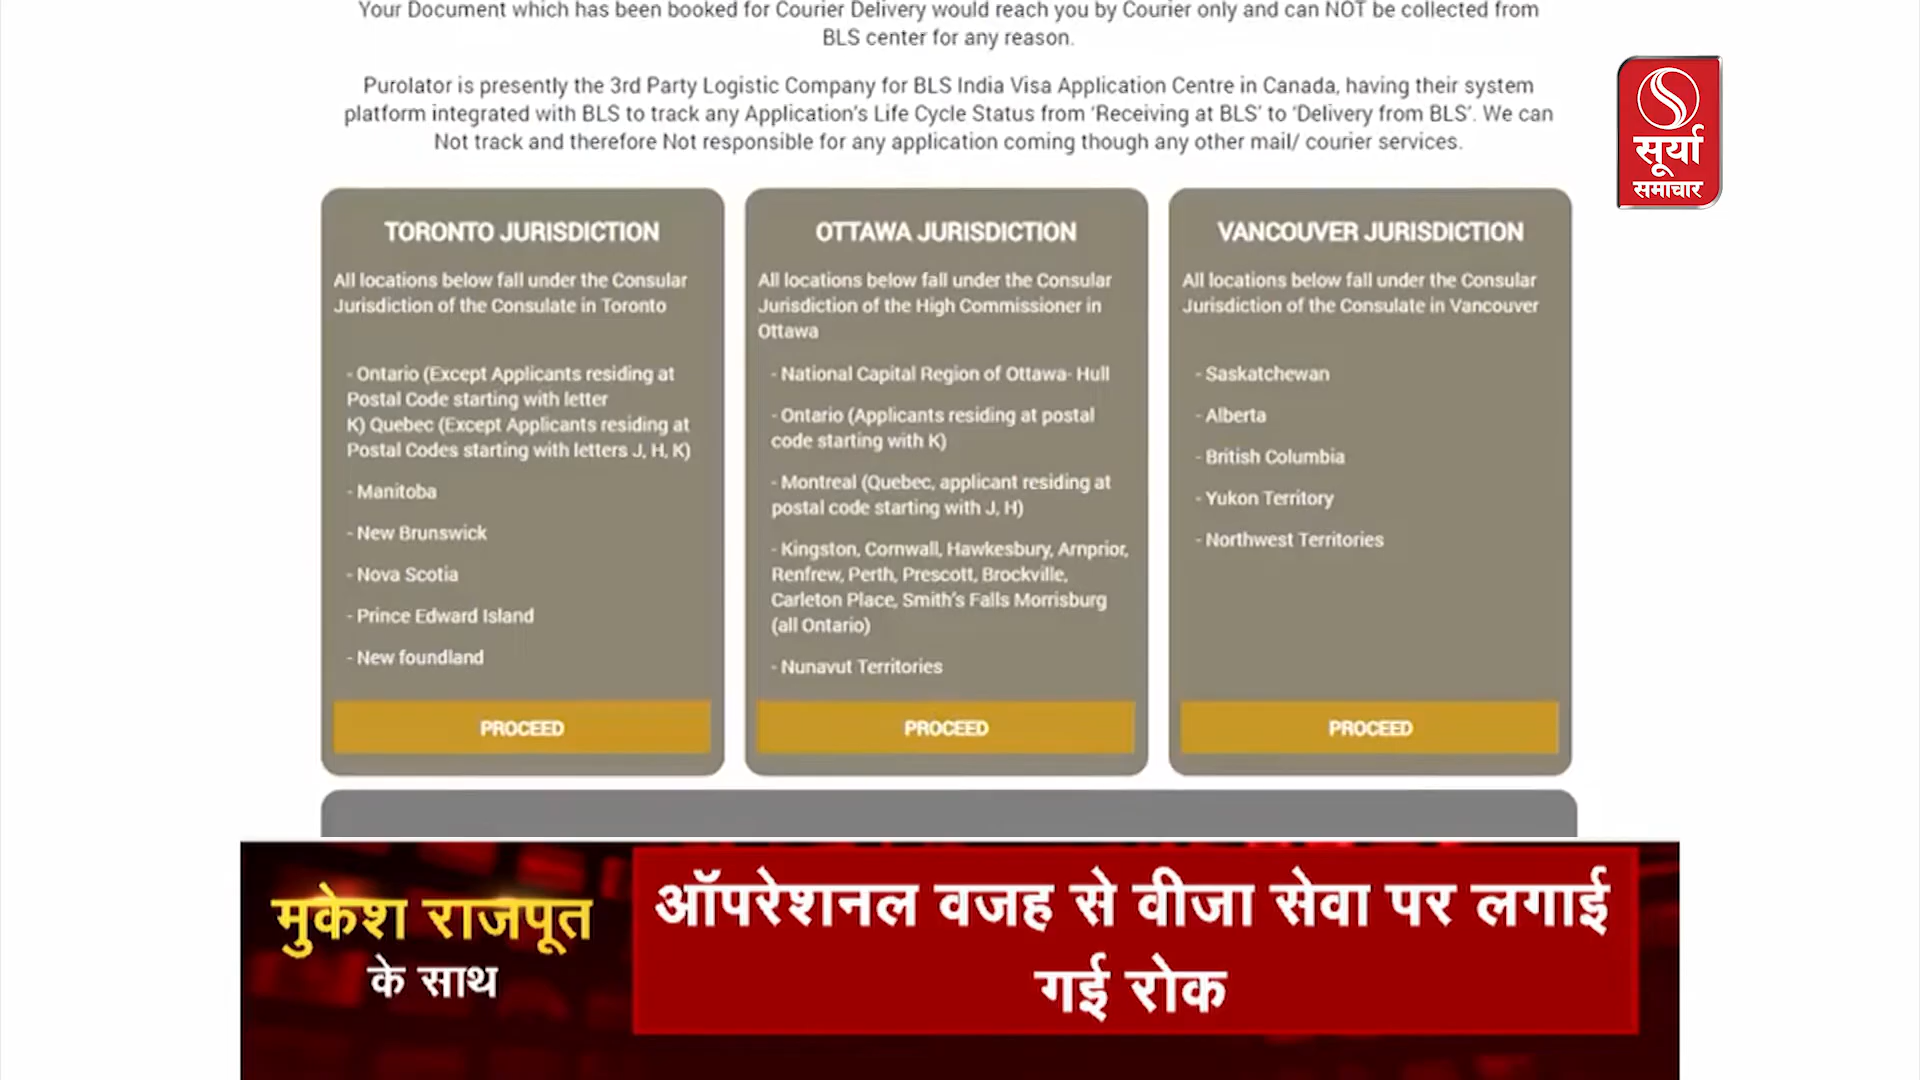 Your Document which has been booked for Courier Delivery would reach you by Courier only and can NOT be collected from
BLS center for any reason.
Purolator is presently the 3rd Party Logistic Company for BLS India Visa Application Centre in Canada, having their system
platform integrated with BLS to track any Application's Life Cycle Status from ‘Receiving at BLS’ to ‘Delivery from BLS’. We can
Not track and therefore Not responsible for any application coming though any other mail/ courier services.
सूर्या
समाचार
TORONTO JURISDICTION
All locations below fall under the Consular
Jurisdiction of the Consulate in Toronto
- Ontario (Except Applicants residing at
Postal Code starting with letter
K) Quebec (Except Applicants residing at
Postal Codes starting with letters J, H, K)
- Manitoba
- New Brunswick
- Nova Scotia
- Prince Edward Island
- New foundland
PROCEED
OTTAWA JURISDICTION
All locations below fall under the Consular
Jurisdiction of the High Commissioner in
Ottawa
- National Capital Region of Ottawa- Hull
- Ontario (Applicants residing at postal
code starting with K)
- Montreal (Quebec, applicant residing at
postal code starting with J, H)
- Kingston, Cornwall, Hawkesbury, Arnprior,
Renfrew, Perth, Prescott, Brockville,
Carleton Place, Smith's Falls Morrisburg
(all Ontario)
- Nunavut Territories
PROCEED
VANCOUVER JURISDICTION
All locations below fall under the Consular
Jurisdiction of the Consulate in Vancouver
- Saskatchewan
- Alberta
- British Columbia
- Yukon Territory
- Northwest Territories
PROCEED
मुकेश राजपूत
के साथ
ऑपरेशनल वजह से वीजा सेवा पर लगाई
गई रोक